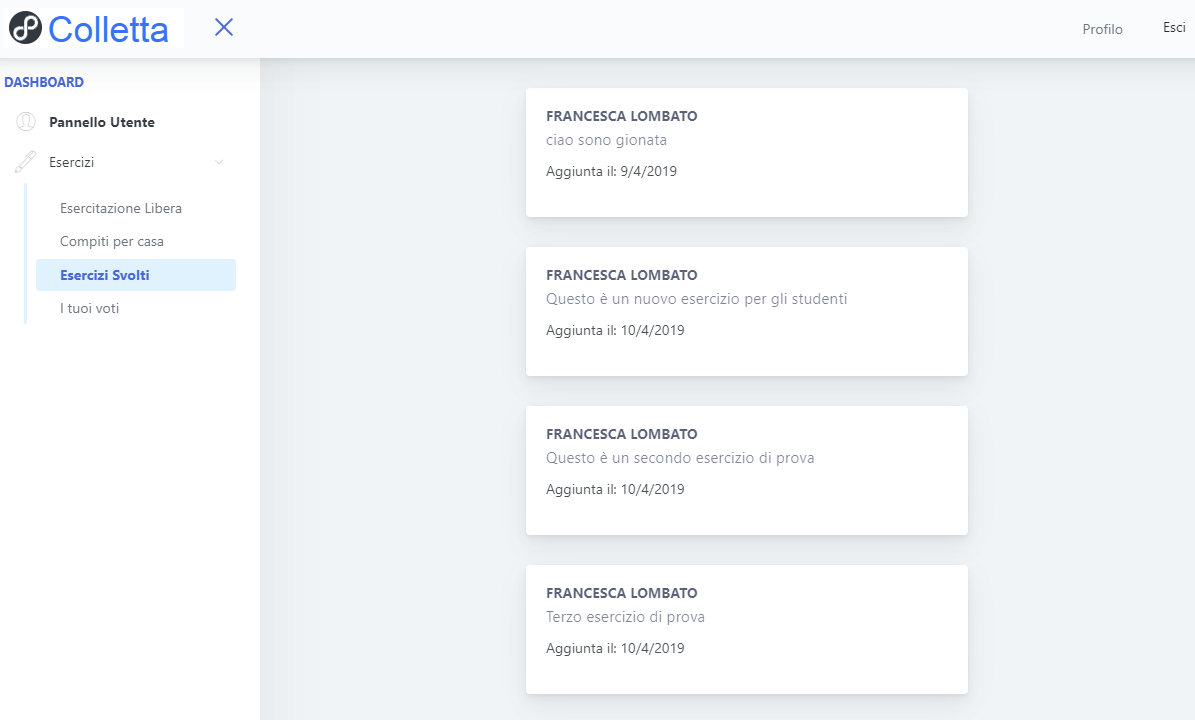 Colletta
Profilo
Esci
DASHBOARD
Pannello Utente
Esercizi
Esercitazione Libera
Compiti per casa
Esercizi Svolti
I tuoi voti
FRANCESCA LOMBATO
ciao sono gionata
Aggiunta il: 9/4/2019
FRANCESCA LOMBATO
Questo è un nuovo esercizio per gli studenti
Aggiunta il: 10/4/2019
FRANCESCA LOMBATO
Questo è un secondo esercizio di prova
Aggiunta il: 10/4/2019
FRANCESCA LOMBATO
Terzo esercizio di prova
Aggiunta il: 10/4/2019